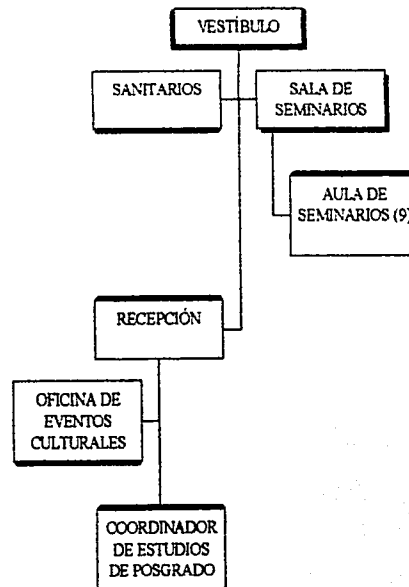 VESTÍBULO
SANITARIOS
SALA DE
SEMINARIOS
AULA DE
SEMINARIOS (9)
RECEPCIÓN
OFICINA DE
EVENTOS
CULTURALES
COORDINADOR
DE ESTUDIOS
DE POSGRADO